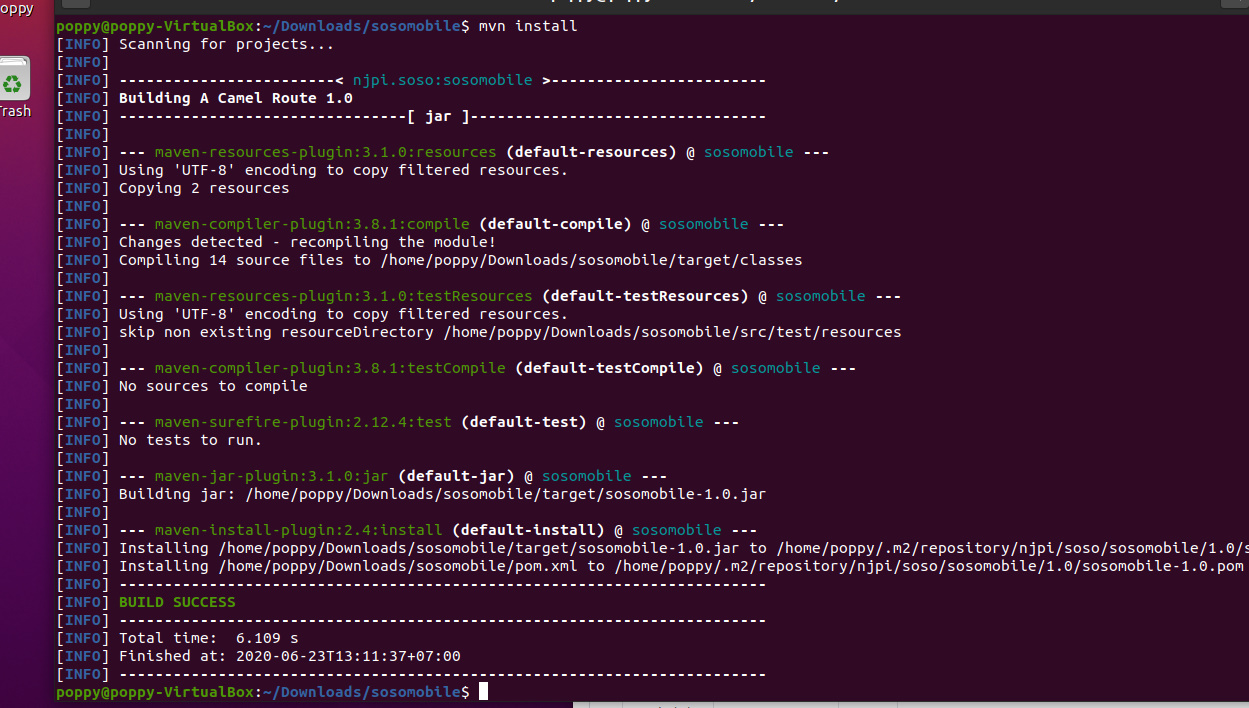 oppy
Trash
poppy@poppy-VirtualBox:~/Downloads/sosomobile$ mvn install
[INFO] Scanning for projects...
[INFO]
[INFO] ------------------------< njpi.soso:sosomobile >------------------------
[INFO] Building A Camel Route 1.0
[INFO] --------------------------------[ jar ]---------------------------------
[INFO]
[INFO] --- maven-resources-plugin:3.1.0:resources (default-resources) @ sosomobile ---
[INFO] Using 'UTF-8' encoding to copy filtered resources.
[INFO] Copying 2 resources
[INFO]
[INFO] --- maven-compiler-plugin:3.8.1:compile (default-compile) @ sosomobile ---
[INFO] Changes detected - recompiling the module!
[INFO] Compiling 14 source files to /home/poppy/Downloads/sosomobile/target/classes
[INFO]
[INFO] --- maven-resources-plugin:3.1.0:testResources (default-testResources) @ sosomobile ---
[INFO] Using 'UTF-8' encoding to copy filtered resources.
[INFO] skip non existing resourceDirectory /home/poppy/Downloads/sosomobile/src/test/resources
[INFO]
[INFO] --- maven-compiler-plugin:3.8.1:testCompile (default-testCompile) @ sosomobile ---
[INFO] No sources to compile
[INFO]
[INFO] --- maven-surefire-plugin:2.12.4:test (default-test) @ sosomobile ---
[INFO] No tests to run.
[INFO]
[INFO] --- maven-jar-plugin:3.1.0:jar (default-jar) @ sosomobile ---
[INFO] Building jar: /home/poppy/Downloads/sosomobile/target/sosomobile-1.0.jar
[INFO]
[INFO] --- maven-install-plugin:2.4:install (default-install) @ sosomobile ---
[INFO] Installing /home/poppy/Downloads/sosomobile/target/sosomobile-1.0.jar to /home/poppy/.m2/repository/njpi/soso/sosomobile/1.0/s
[INFO] Installing /home/poppy/Downloads/sosomobile/pom.xml to /home/poppy/.m2/repository/njpi/soso/sosomobile/1.0/sosomobile-1.0.pom
[INFO] ------------------------------------------------------------------------
[INFO] BUILD SUCCESS
[INFO] ------------------------------------------------------------------------
[INFO] Total time:  6.109 s
[INFO] Finished at: 2020-06-23T13:11:37+07:00
[INFO] ------------------------------------------------------------------------
poppy@poppy-VirtualBox:~/Downloads/sosomobile$